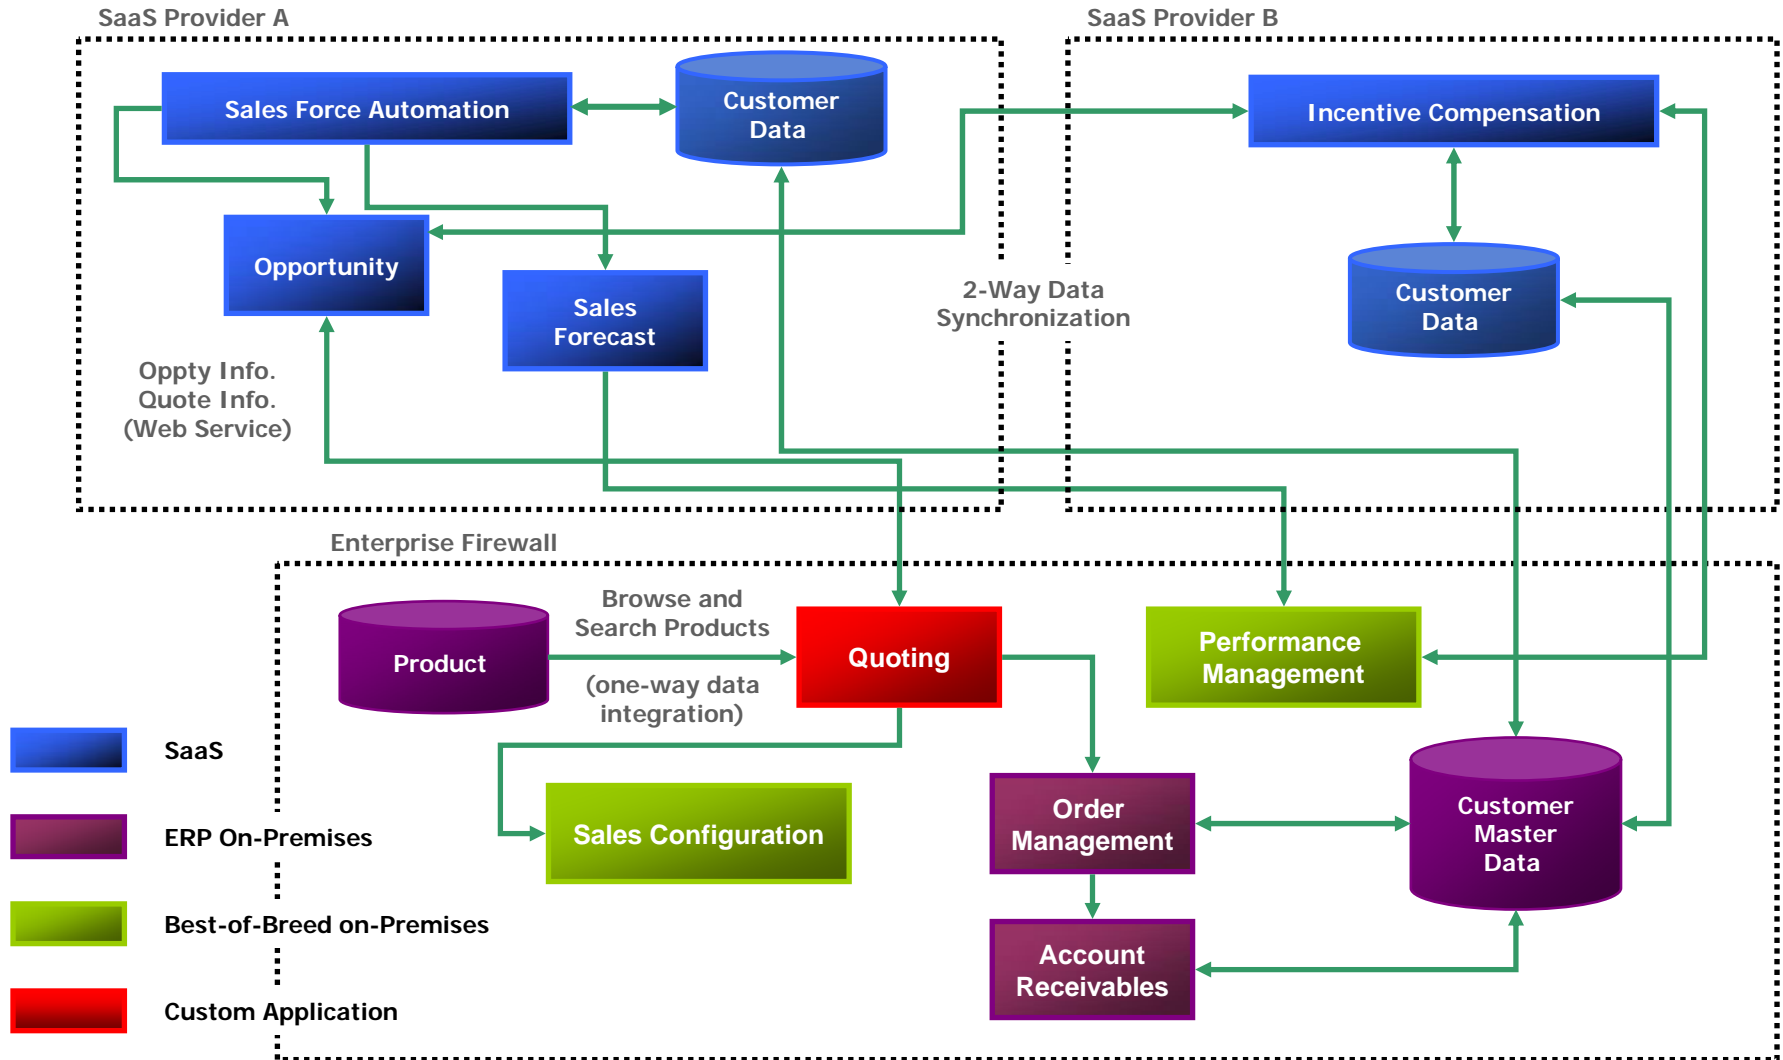 SaaS Provider A
SaaS Provider B
Sales Force Automation
Customer
Data
Incentive Compensation
Opportunity
Sales
Forecast
2-Way Data
Synchronization
Customer
Data
Oppty Info.
Quote Info.
(Web Service)
Enterprise Firewall
Product
Browse and
Search Products
(one-way data
integration)
Quoting
Performance
Management
Sales Configuration
Order
Management
Customer
Master
Data
Account
Receivables
SaaS
ERP On-Premises
Best-of-Breed on-Premises
Custom Application